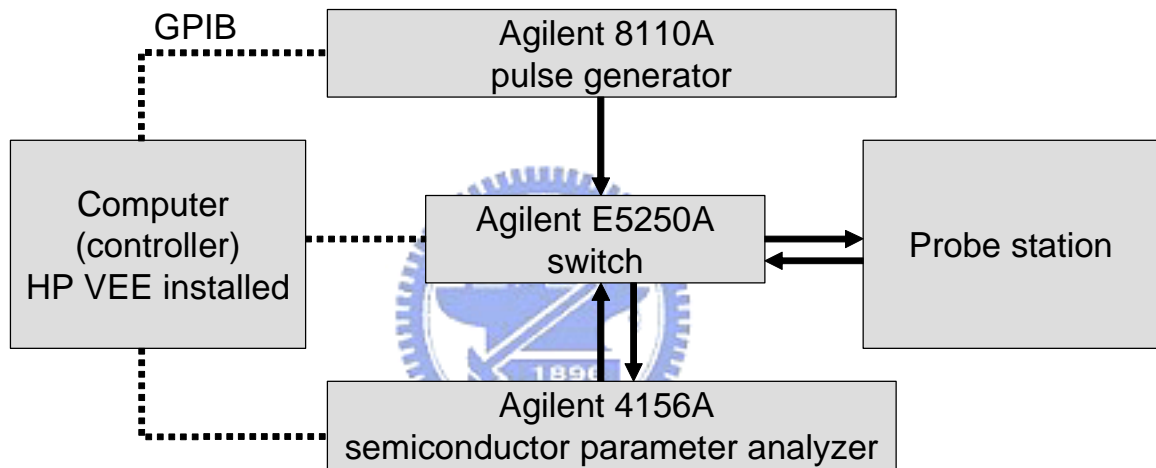 GPIB
Agilent 8110A
pulse generator
Computer
(controller)
HP VEE installed
Agilent E5250A
switch
Probe station
1896
Agilent 4156A
semiconductor parameter analyzer